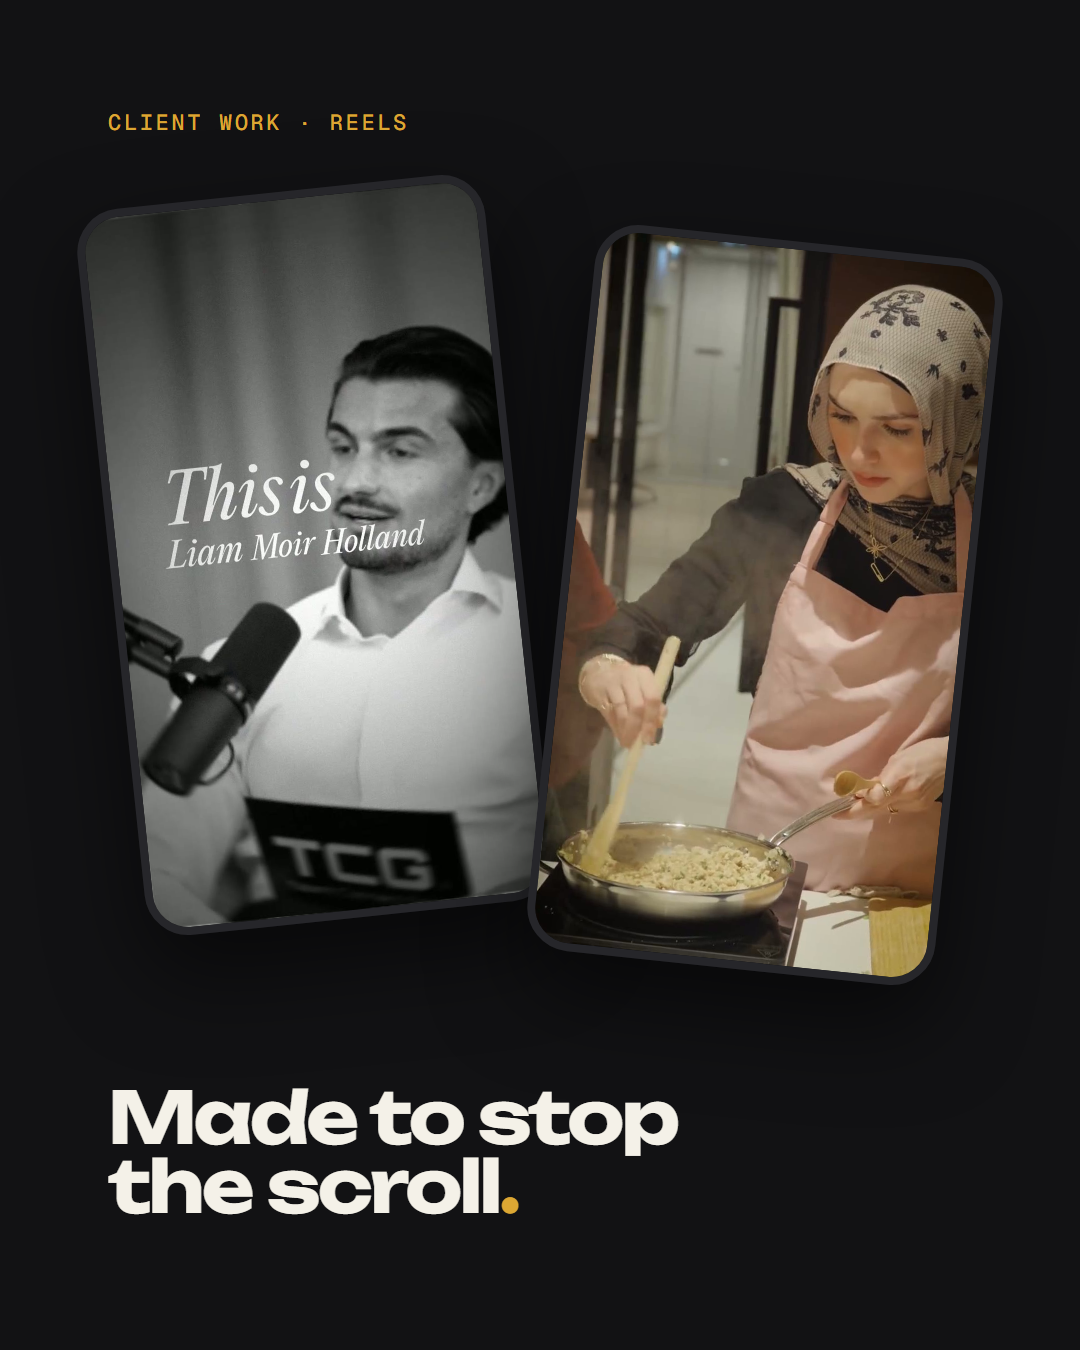 CLIENT WORK · REELS
This is
Liam Moir Holland
TCG
Made to stop
the scroll.